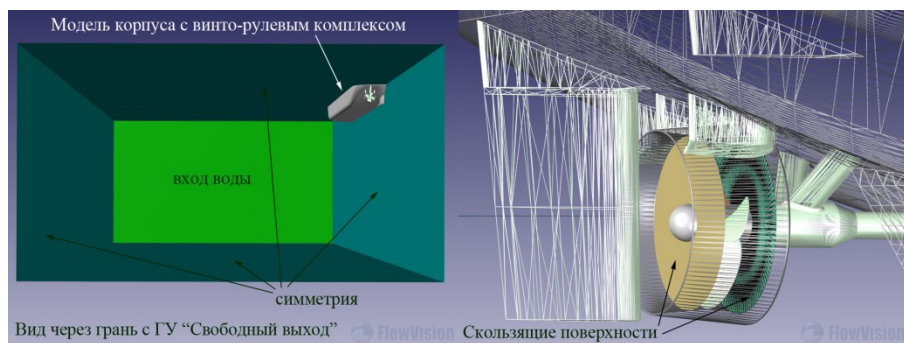 Модель корпуса с винто-рулевым комплексом
вход воды
симметрия
Вид через грань с ГУ “Свободный выход”
FlowVision
Скользящие поверхности
FlowVision